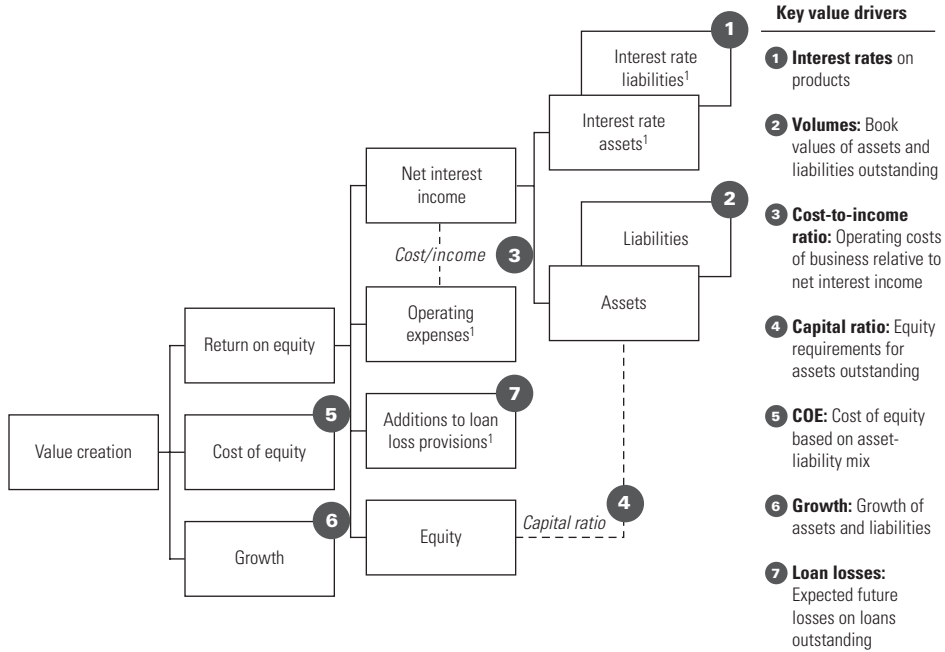 Key value drivers
1
Interest rate
liabilities1
Interest rate
assets1
1 Interest rates on
products
2 Volumes: Book
values of assets and
liabilities outstanding
Net interest
income
2
Liabilities
Assets
Cost/income
3
3 Cost-to-income
ratio: Operating costs
of business relative to
net interest income
Operating
expenses1
Return on equity
4 Capital ratio: Equity
requirements for
assets outstanding
7
Additions to loan
loss provisions1
5
Value creation
Cost of equity
5 COE: Cost of equity
based on asset-
liability mix
6
Growth
Equity
Capital ratio
4
6 Growth: Growth of
assets and liabilities
7 Loan losses:
Expected future
losses on loans
outstanding